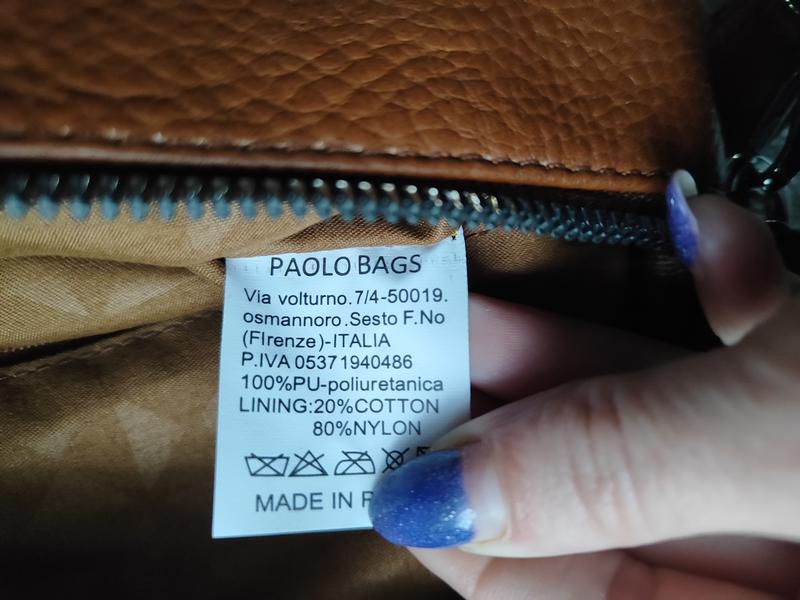 PAOLO BAGS
Via volturno.7/4-50019.
osmannoro.Sesto F.No
(FIrenze)-ITALIA
P.IVA 05371940486
100%PU-poliuretanica
LINING:20%COTTON
80%NYLON
MADE IN